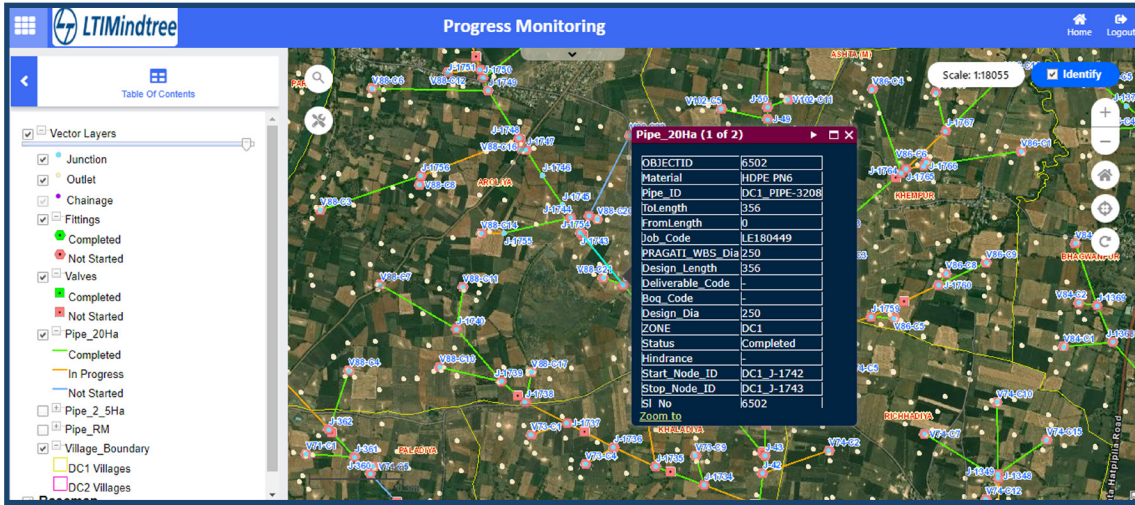 LTIMindtree
Progress Monitoring
Home
Logout
Table Of Contents
Vector Layers
Junction
Outlet
Chainage
Fittings
Completed
Not Started
Valves
Completed
Not Started
Pipe_20Ha
Completed
In Progress
Not Started
Pipe_2_5Ha
Pipe_RM
Village_Boundary
DC1 Villages
DC2 Villages
Scale: 1:18055
Identify
Pipe_20Ha (1 of 2)
OBJECTID 6502
Material HDPE PN6
Pipe_ID DC1_PIPE-3208
ToLength 356
FromLength 0
Job_Code LE180449
PRAGATI_WBS_Dia 250
Design_Length 356
Deliverable_Code -
Boq_Code -
Design_Dia 250
ZONE DC1
Status Completed
Hindrance -
Start_Node_ID DC1_J-1742
Stop_Node_ID DC1_J-1743
Sl_No 6502
Zoom to
ASHTA (M)
V88-C6
V88-C12
J-1751
J-1750
J-1749
V102-C5
J-50
V102-C11
J-49
V86-C4
J-1748
J-1747
V88-C16
J-1767
V86-C1
J-1756
V88-C8
AROLIYA
J-1746
V86-C6
J-1766
J-1764
J-1765
KHEMPUR
V88-C3
J-1745
J-1744
J-1754
V88-C14
J-1755
J-1743
V88-C21
BHAGWANPUR
V88-C7
V88-C11
V86-C8
V86-C9
J-1760
V84-C2
J-1369
J-1740
J-1759
V86-C5
V84-C1
V88-C4
V88-C10
V88-C17
J-1739
J-1738
V74-C10
RICHHADIYA
J-362
V71-C1
J-361
J-360
PALADIYA
V73-C1
J-1737
KHALADIYA
J-1736
V73-C4
J-1735
V73-C9
J-1734
J-43
J-42
V74-C2
V74-C7
V74-C15
J-1349
J-1348
V74-C12